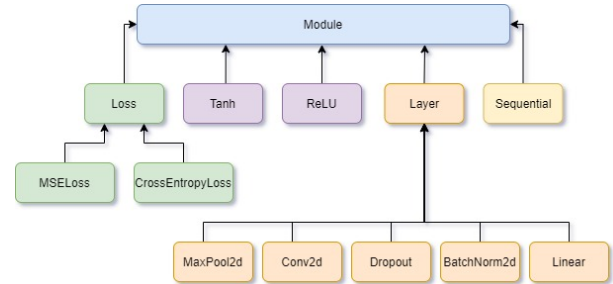 Module
Loss
Tanh
ReLU
Layer
Sequential
MSELoss
CrossEntropyLoss
MaxPool2d
Conv2d
Dropout
BatchNorm2d
Linear